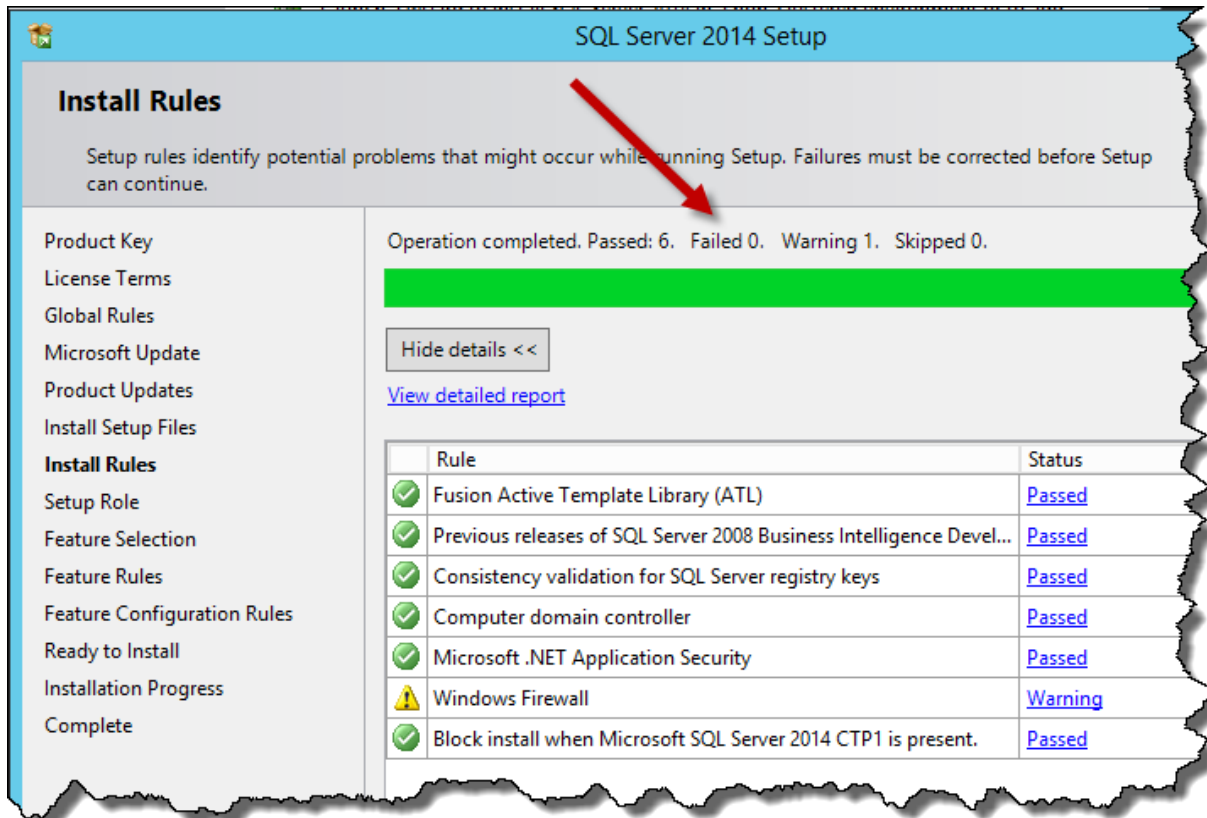 SQL Server 2014 Setup
Install Rules
Setup rules identify potential problems that might occur while running Setup. Failures must be corrected before Setup
can continue.
Product Key
License Terms
Global Rules
Microsoft Update
Product Updates
Install Setup Files
Install Rules
Setup Role
Feature Selection
Feature Rules
Feature Configuration Rules
Ready to Install
Installation Progress
Complete
Operation completed. Passed: 6.   Failed 0.   Warning 1.   Skipped 0.
Hide details <<
View detailed report
Rule Status
Fusion Active Template Library (ATL) Passed
Previous releases of SQL Server 2008 Business Intelligence Devel... Passed
Consistency validation for SQL Server registry keys Passed
Computer domain controller Passed
Microsoft .NET Application Security Passed
Windows Firewall Warning
Block install when Microsoft SQL Server 2014 CTP1 is present. Passed